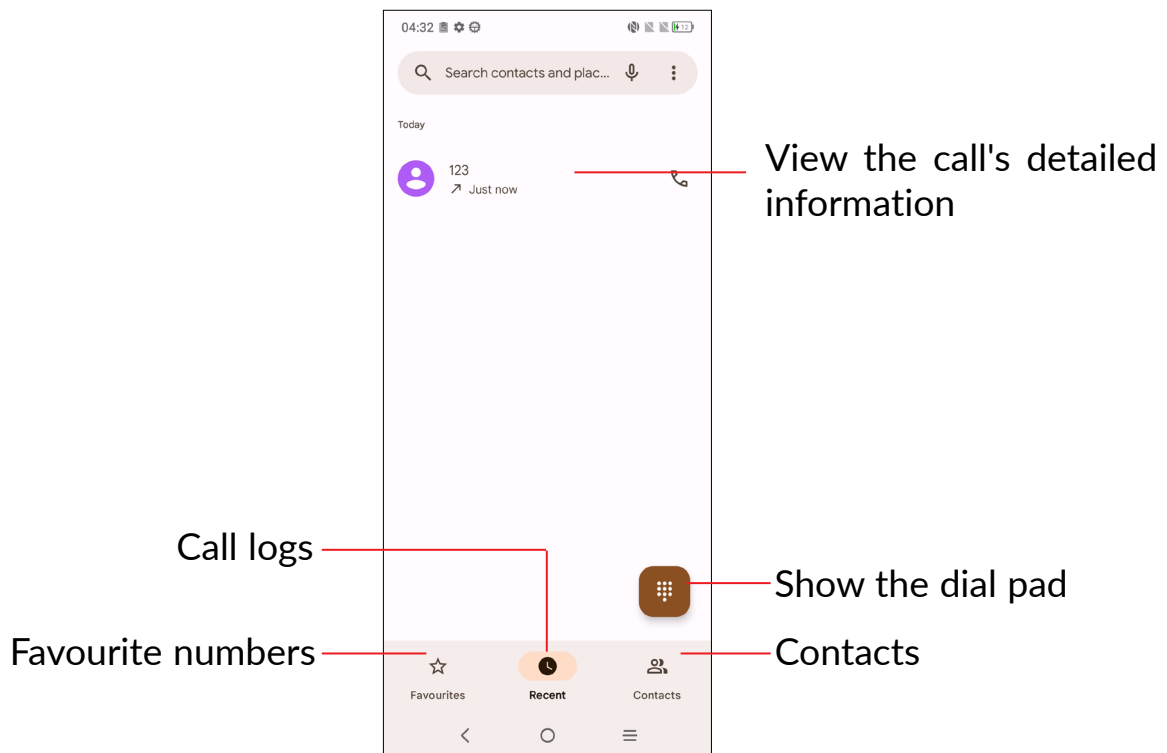 04:32
12
Search contacts and plac...
Today
View the call's detailed
information
123
Just now
Call logs
Show the dial pad
Favourite numbers
Contacts
Favourites
Recent
Contacts